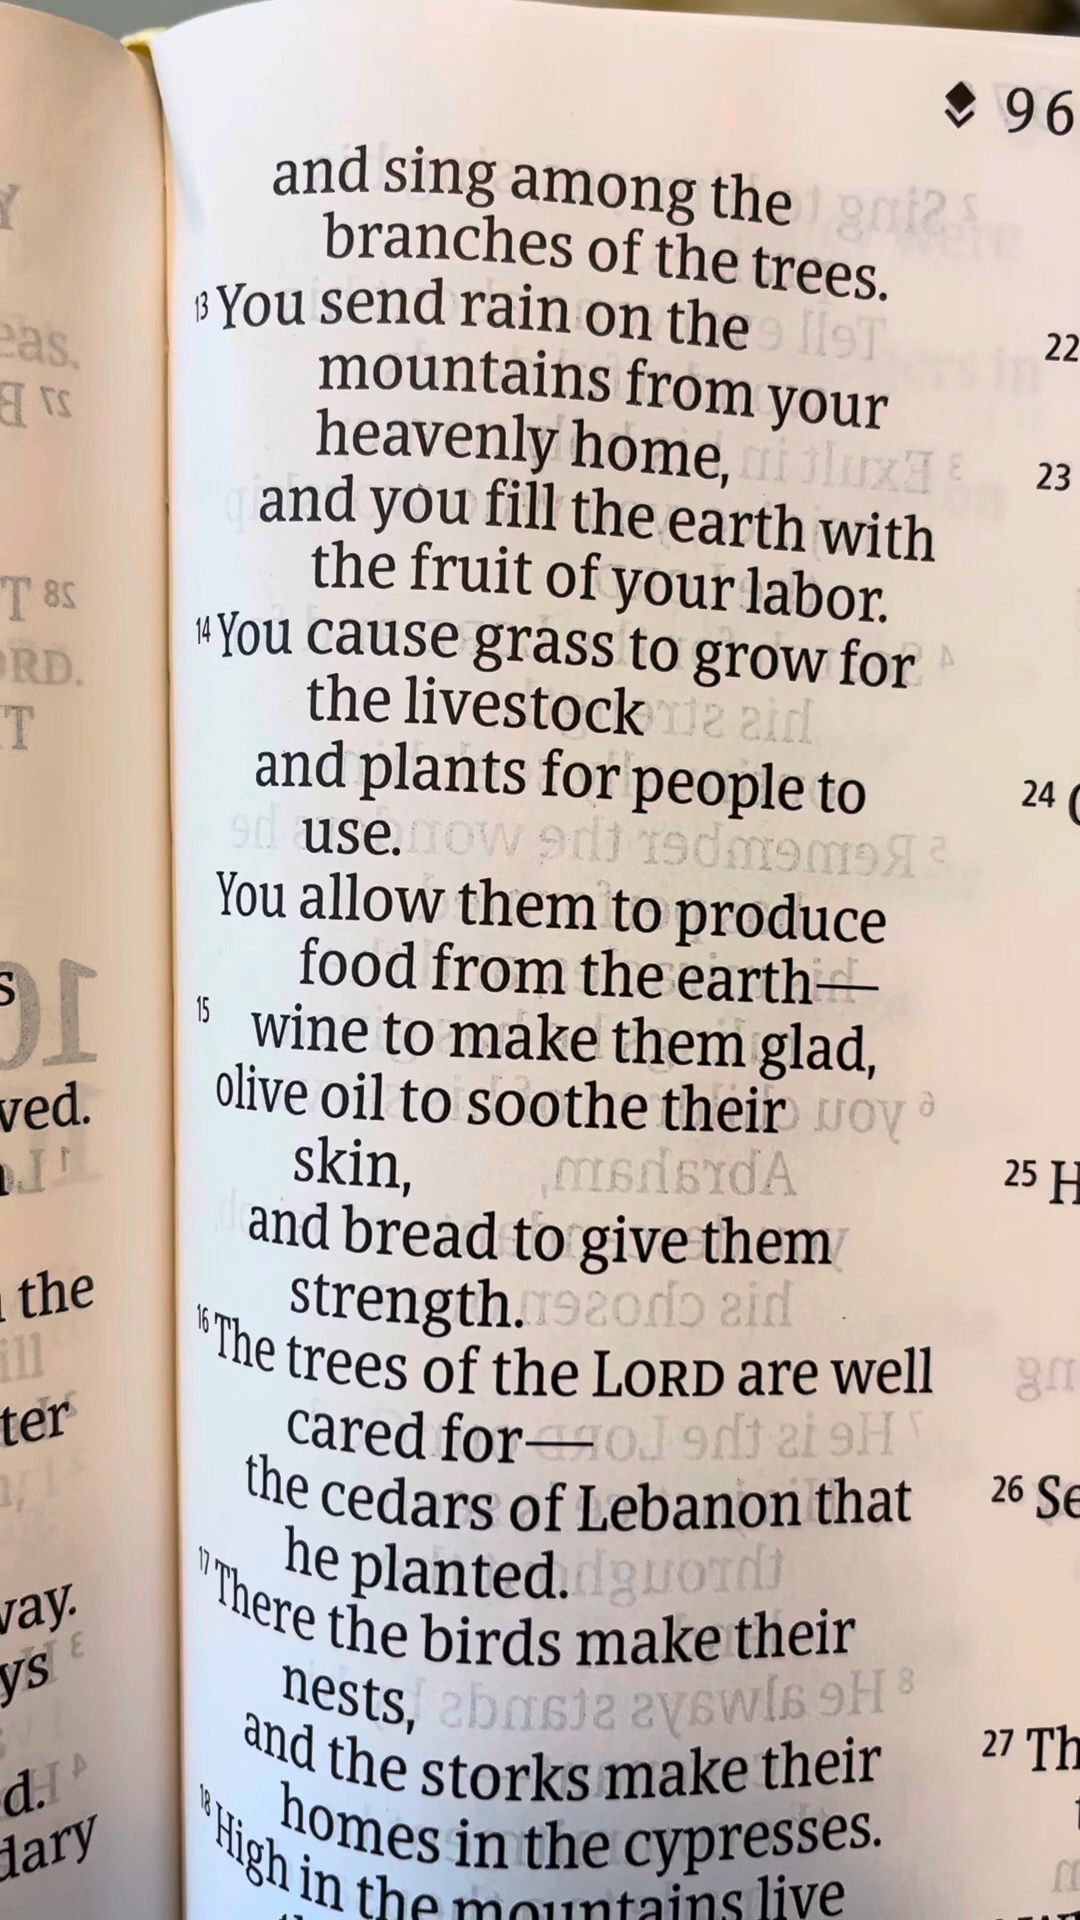 96
and sing among the
branches of the trees.
13 You send rain on the
mountains from your
heavenly home,
and you fill the earth with
the fruit of your labor.
14 You cause grass to grow for
the livestock
and plants for people to
use.
You allow them to produce
food from the earth—
15 wine to make them glad,
olive oil to soothe their
skin,
and bread to give them
strength.
16 The trees of the LORD are well
cared for—
the cedars of Lebanon that
he planted.
17 There the birds make their
nests,
and the storks make their
homes in the cypresses.
18 High in the mountains live
22
23
24
25 H
26 Se
27 Th
ved.
the
ter
way.
ys
d.
dary